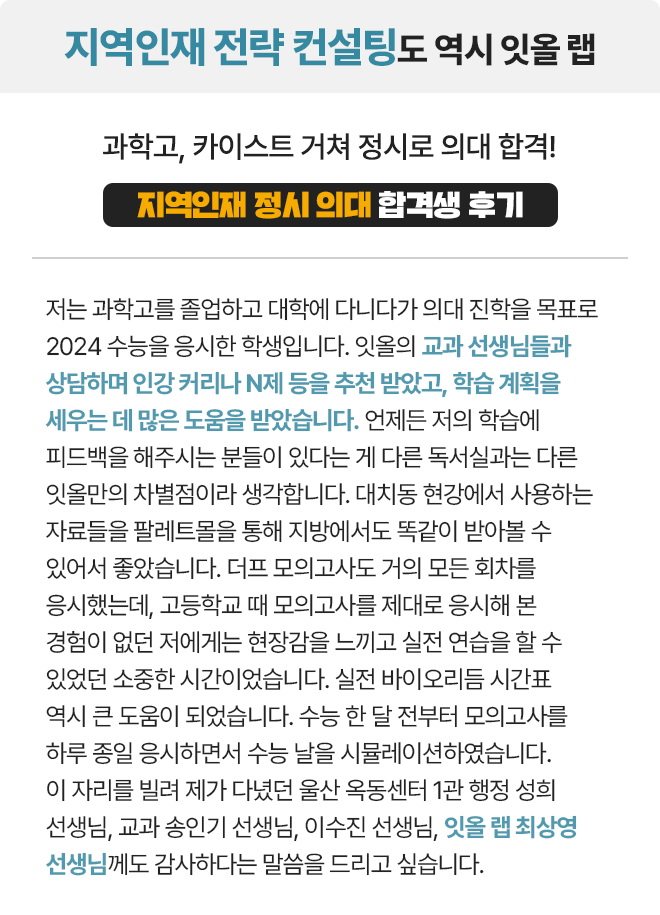 지역인재 전략 컨설팅도 역시 잇올 랩
과학고, 카이스트 거쳐 정시로 의대 합격!
지역인재 정시 의대 합격생 후기
저는 과학고를 졸업하고 대학에 다니다가 의대 진학을 목표로
2024 수능을 응시한 학생입니다. 잇올의 교과 선생님들과
상담하며 인강 커리나 N제 등을 추천 받았고, 학습 계획을
세우는 데 많은 도움을 받았습니다. 언제든 저의 학습에
피드백을 해주시는 분들이 있다는 게 다른 독서실과는 다른
잇올만의 차별점이라 생각합니다. 대치동 현강에서 사용하는
자료들을 팔레트몰을 통해 지방에서도 똑같이 받아볼 수
있어서 좋았습니다. 더프 모의고사도 거의 모든 회차를
응시했는데, 고등학교 때 모의고사를 제대로 응시해 본
경험이 없던 저에게는 현장감을 느끼고 실전 연습을 할 수
있었던 소중한 시간이었습니다. 실전 바이오리듬 시간표
역시 큰 도움이 되었습니다. 수능 한 달 전부터 모의고사를
하루 종일 응시하면서 수능 날을 시뮬레이션하였습니다.
이 자리를 빌려 제가 다녔던 울산 옥동센터 1관 행정 성희
선생님, 교과 송인기 선생님, 이수진 선생님, 잇올 랩 최상영
선생님께도 감사하다는 말씀을 드리고 싶습니다.